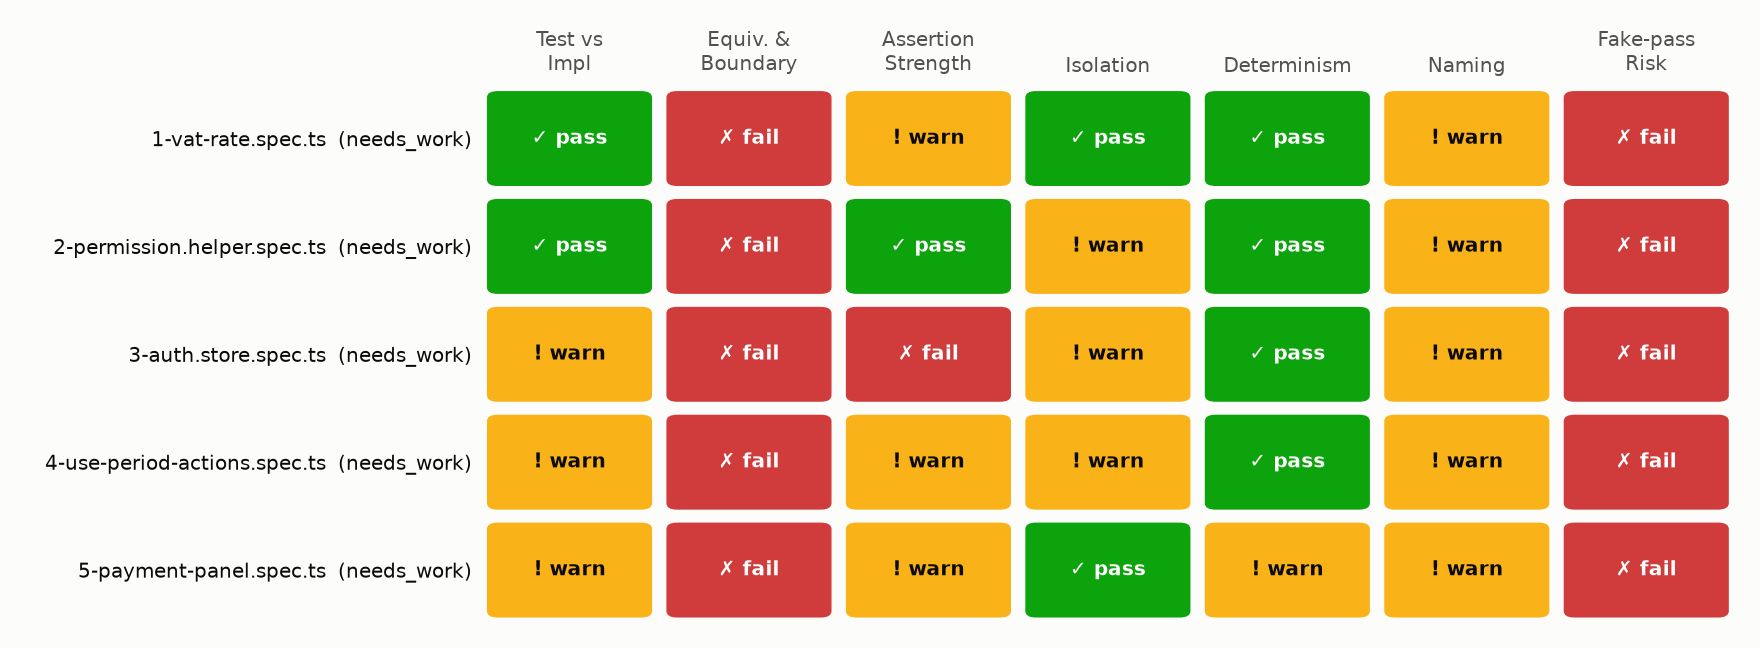 Test vs
Impl
Equiv. &
Boundary
Assertion
Strength
Isolation
Determinism
Naming
Fake-pass
Risk
1-vat-rate.spec.ts (needs_work) ✓ pass ✗ fail ! warn ✓ pass ✓ pass ! warn ✗ fail
2-permission.helper.spec.ts (needs_work) ✓ pass ✗ fail ✓ pass ! warn ✓ pass ! warn ✗ fail
3-auth.store.spec.ts (needs_work) ! warn ✗ fail ✗ fail ! warn ✓ pass ! warn ✗ fail
4-use-period-actions.spec.ts (needs_work) ! warn ✗ fail ! warn ! warn ✓ pass ! warn ✗ fail
5-payment-panel.spec.ts (needs_work) ! warn ✗ fail ! warn ✓ pass ! warn ! warn ✗ fail